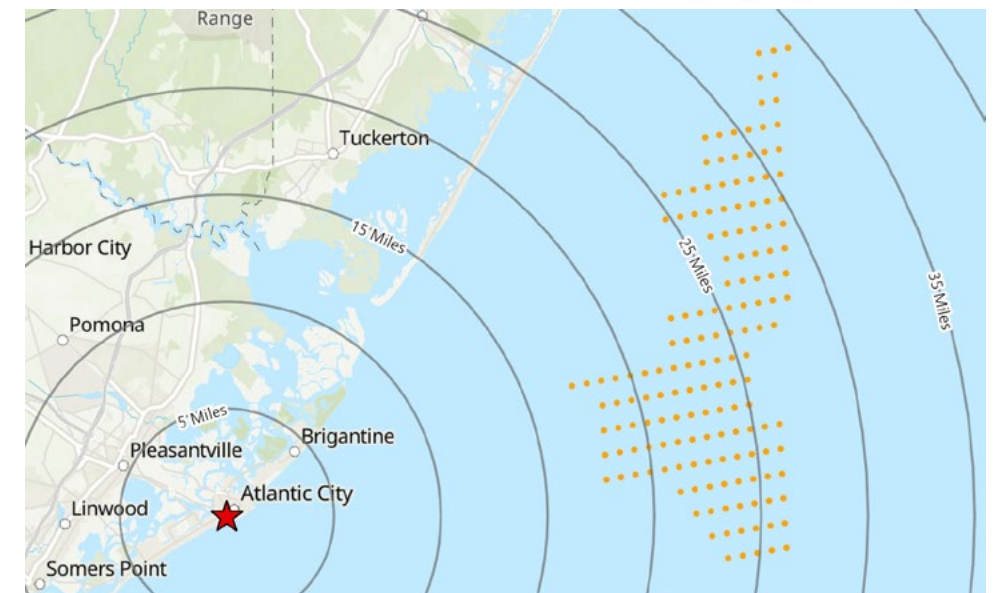 Range
Tuckerton
15 Miles
Harbor City
25 Miles
35 Miles
Pomona
5 Miles
Brigantine
Pleasantville
Atlantic City
Linwood
Somers Point